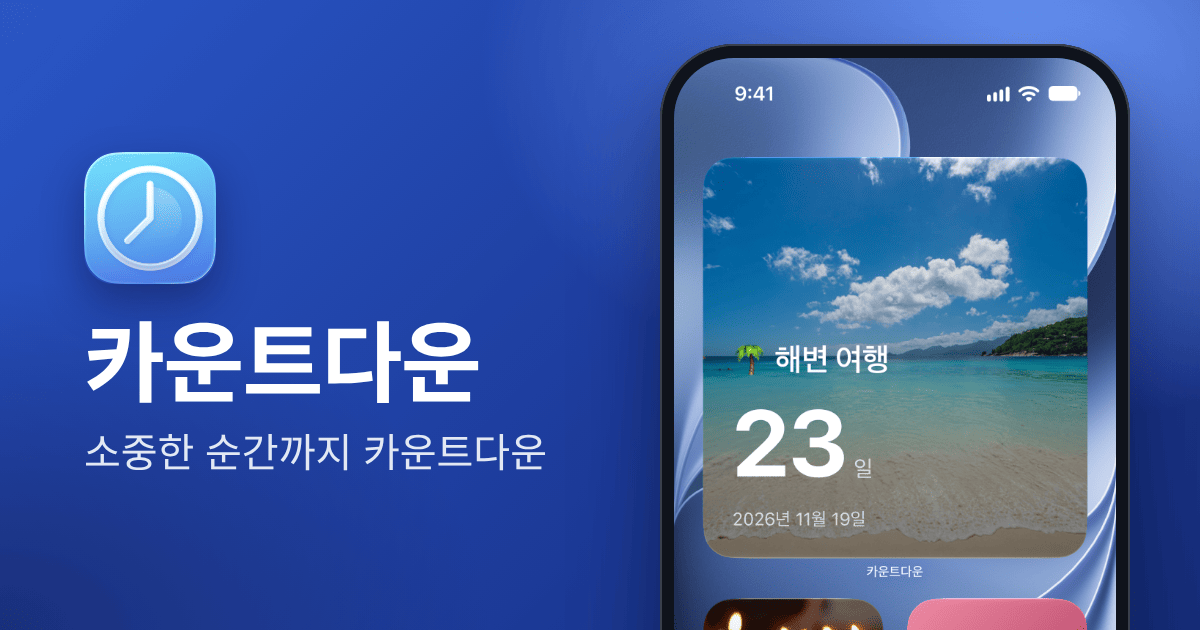 카운트다운
소중한 순간까지 카운트다운
9:41
해변 여행
23 일
2026년 11월 19일
카운트다운